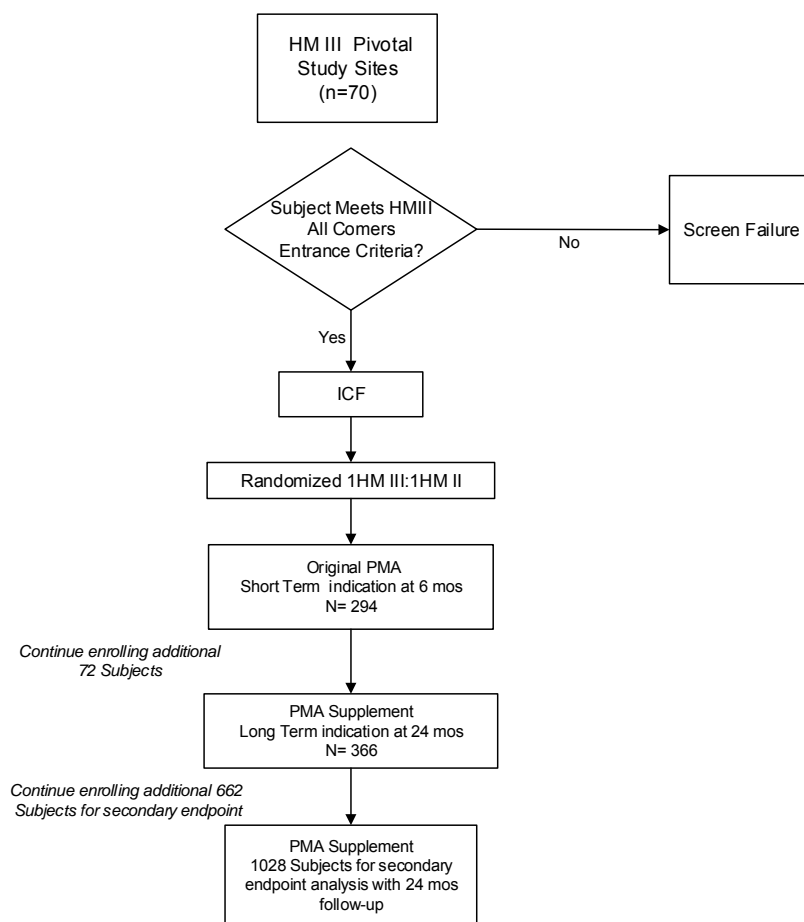 HM III Pivotal
Study Sites
(n=70)
Subject Meets HMIII
All Comers
Entrance Criteria?
No
Screen Failure
Yes
ICF
Randomized 1HM III:1HM II
Original PMA
Short Term indication at 6 mos
N= 294
Continue enrolling additional
72 Subjects
PMA Supplement
Long Term indication at 24 mos
N= 366
Continue enrolling additional 662
Subjects for secondary endpoint
PMA Supplement
1028 Subjects for secondary
endpoint analysis with 24 mos
follow-up